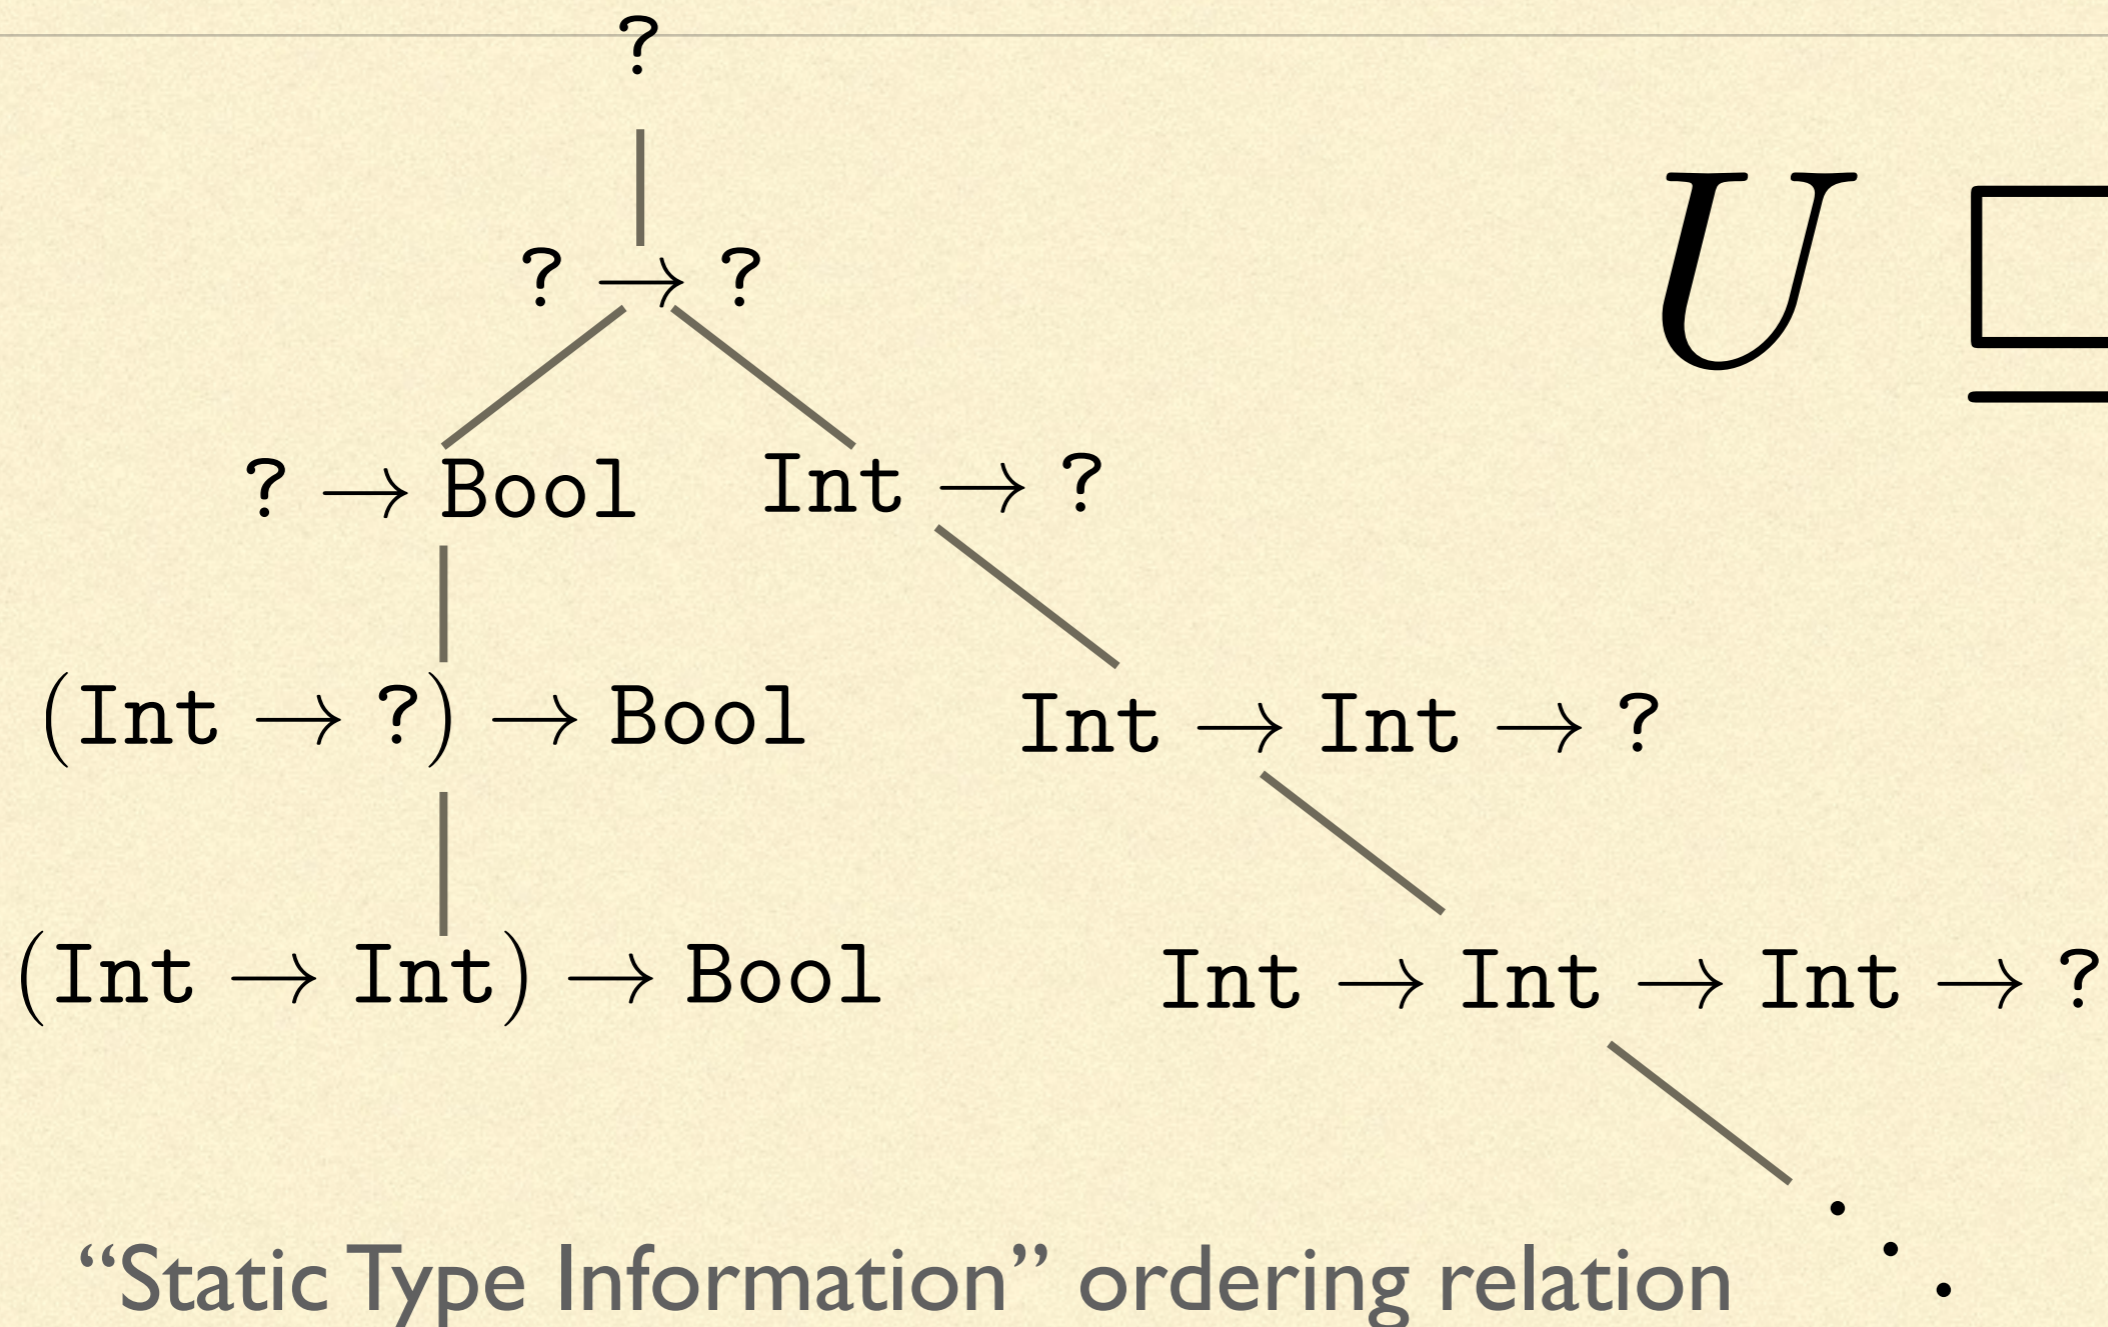 ?
? → ?
U ⊑
? → Bool Int → ?
(Int → ?) → Bool Int → Int → ?
(Int → Int) → Bool Int → Int → Int → ?
“Static Type Information” ordering relation